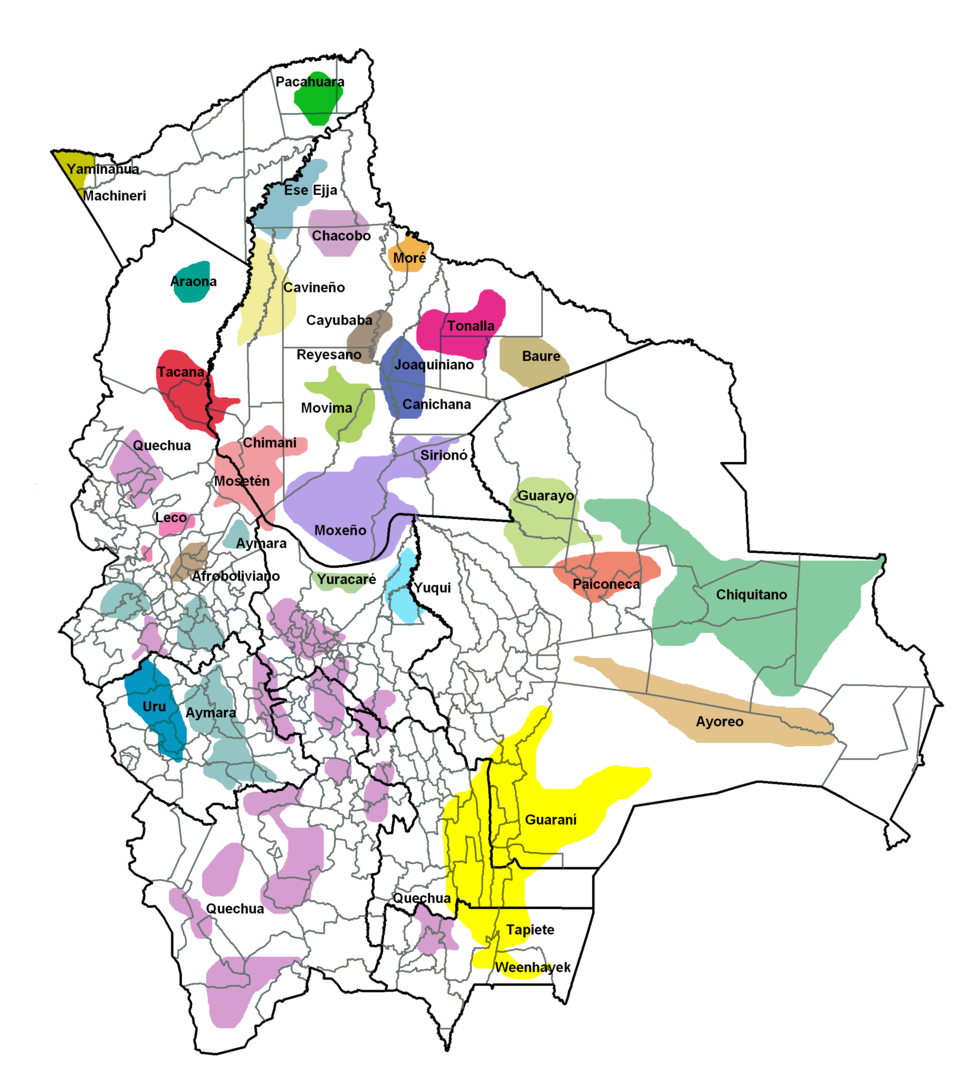 Pacahuara
Yaminahua
Machineri
Ese Ejja
Chacobo
Moré
Araona
Cavineño
Cayubaba
Tonalla
Reyesano
Baure
Joaquiniano
Tacana
Movima
Canichana
Quechua
Chimani
Sirionó
Mosetén
Guarayo
Leco
Moxeño
Aymara
Afroboliviano
Yuracaré
Yuqui
Paiconeca
Chiquitano
Uru
Aymara
Ayoreo
Guaraní
Quechua
Quechua
Tapiete
Weenhayek